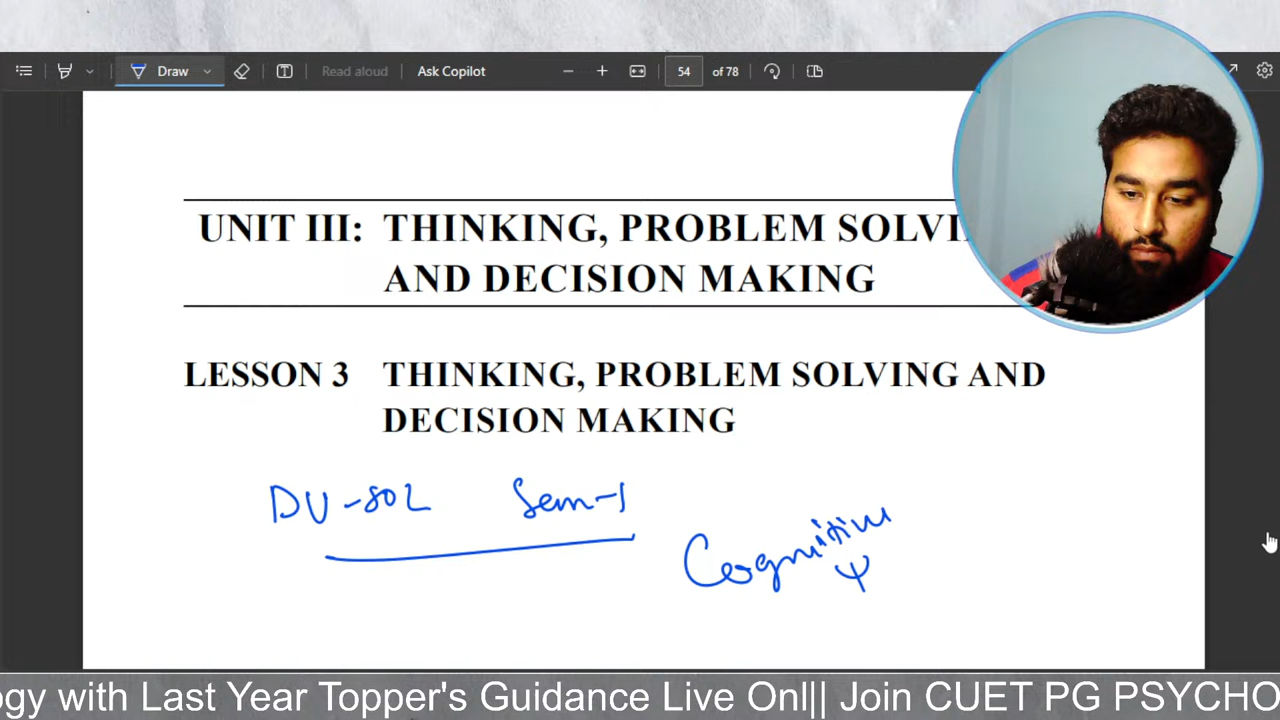 Draw
Read aloud
Ask Copilot
54 of 78
UNIT III: THINKING, PROBLEM SOLVI
AND DECISION MAKING
LESSON 3 THINKING, PROBLEM SOLVING AND
DECISION MAKING
DU-SOL Sem-1
Cognitive
ψ
ogy with Last Year Topper's Guidance Live Onl|| Join CUET PG PSYCHO